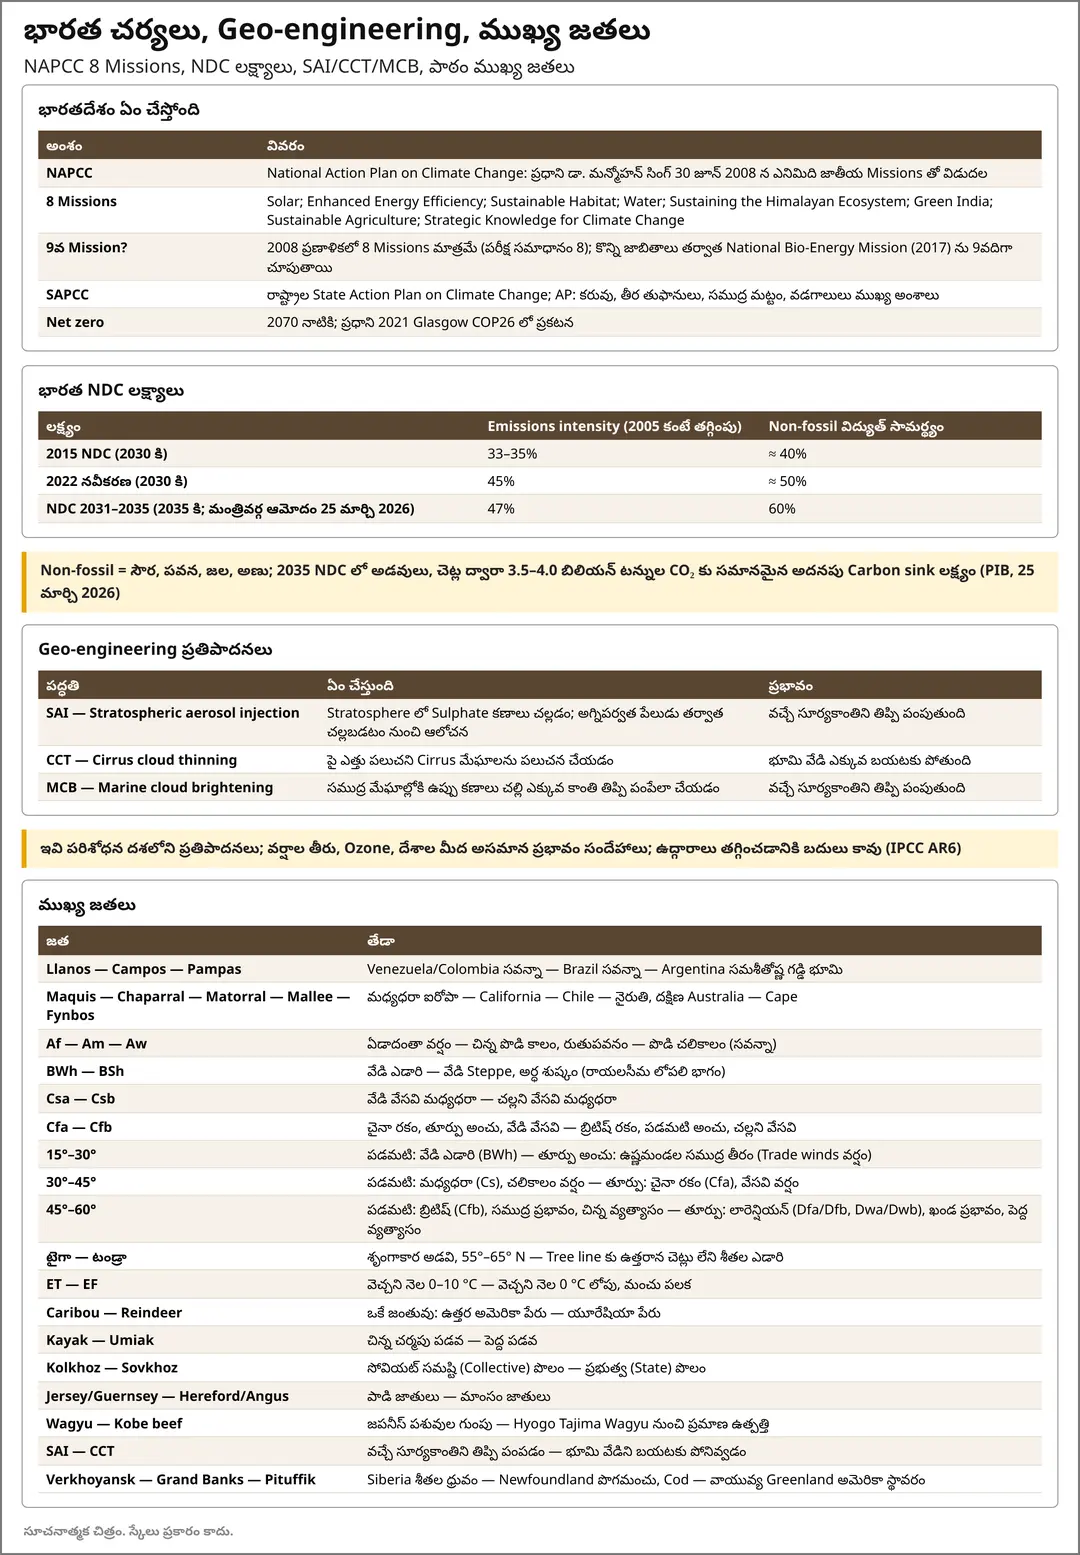 భారత చర్యలు, Geo-engineering, ముఖ్య జతలు
NAPCC 8 Missions, NDC లక్ష్యాలు, SAI/CCT/MCB, పాఠం ముఖ్య జతలు
భారతదేశం ఏం చేస్తోంది
అంశం వివరం
NAPCC National Action Plan on Climate Change: ప్రధాని డా. మన్మోహన్ సింగ్ 30 జూన్ 2008 న ఎనిమిది జాతీయ Missions తో విడుదల
8 Missions Solar; Enhanced Energy Efficiency; Sustainable Habitat; Water; Sustaining the Himalayan Ecosystem; Green India;
Sustainable Agriculture; Strategic Knowledge for Climate Change
9వ Mission? 2008 ప్రణాళికలో 8 Missions మాత్రమే (పరీక్ష సమాధానం 8); కొన్ని జాబితాలు తర్వాత National Bio-Energy Mission (2017) ను 9వదిగా
చూపుతాయి
SAPCC రాష్ట్రాల State Action Plan on Climate Change; AP: కరువు, తీర తుఫానులు, సముద్ర మట్టం, వడగాలులు ముఖ్య అంశాలు
Net zero 2070 నాటికి; ప్రధాని 2021 Glasgow COP26 లో ప్రకటన
భారత NDC లక్ష్యాలు
లక్ష్యం Emissions intensity (2005 కంటే తగ్గింపు) Non-fossil విద్యుత్ సామర్థ్యం
2015 NDC (2030 కి) 33–35% ≈ 40%
2022 నవీకరణ (2030 కి) 45% ≈ 50%
NDC 2031–2035 (2035 కి; మంత్రివర్గ ఆమోదం 25 మార్చి 2026) 47% 60%
Non-fossil = సౌర, పవన, జల, అణు; 2035 NDC లో అడవులు, చెట్ల ద్వారా 3.5–4.0 బిలియన్ టన్నుల CO₂ కు సమానమైన అదనపు Carbon sink లక్ష్యం (PIB, 25
మార్చి 2026)
Geo-engineering ప్రతిపాదనలు
పద్ధతి ఏం చేస్తుంది ప్రభావం
SAI — Stratospheric aerosol injection Stratosphere లో Sulphate కణాలు చల్లడం; అగ్నిపర్వత పేలుడు తర్వాత వచ్చే సూర్యకాంతిని తిప్పి పంపుతుంది
చల్లబడటం నుంచి ఆలోచన
CCT — Cirrus cloud thinning పై ఎత్తు పలుచని Cirrus మేఘాలను పలుచన చేయడం భూమి వేడి ఎక్కువ బయటకు పోతుంది
MCB — Marine cloud brightening సముద్ర మేఘాల్లోకి ఉప్పు కణాలు చల్లి ఎక్కువ కాంతి తిప్పి పంపేలా చేయడం వచ్చే సూర్యకాంతిని తిప్పి పంపుతుంది
ఇవి పరిశోధన దశలోని ప్రతిపాదనలు; వర్షాల తీరు, Ozone, దేశాల మీద అసమాన ప్రభావం సందేహాలు; ఉద్గారాలు తగ్గించడానికి బదులు కావు (IPCC AR6)
ముఖ్య జతలు
జత తేడా
Llanos — Campos — Pampas Venezuela/Colombia సవన్నా — Brazil సవన్నా — Argentina సమశీతోష్ణ గడ్డి భూమి
Maquis — Chaparral — Matorral — Mallee — మధ్యధరా ఐరోపా — California — Chile — నైరుతి, దక్షిణ Australia — Cape
Fynbos
Af — Am — Aw ఏడాదంతా వర్షం — చిన్న పొడి కాలం, రుతుపవనం — పొడి చలికాలం (సవన్నా)
BWh — BSh వేడి ఎడారి — వేడి Steppe, అర్ధ శుష్కం (రాయలసీమ లోపలి భాగం)
Csa — Csb వేడి వేసవి మధ్యధరా — చల్లని వేసవి మధ్యధరా
Cfa — Cfb చైనా రకం, తూర్పు అంచు, వేడి వేసవి — బ్రిటిష్ రకం, పడమటి అంచు, చల్లని వేసవి
15°–30° పడమటి: వేడి ఎడారి (BWh) — తూర్పు అంచు: ఉష్ణమండల సముద్ర తీరం (Trade winds వర్షం)
30°–45° పడమటి: మధ్యధరా (Cs), చలికాలం వర్షం — తూర్పు: చైనా రకం (Cfa), వేసవి వర్షం
45°–60° పడమటి: బ్రిటిష్ (Cfb), సముద్ర ప్రభావం, చిన్న వ్యత్యాసం — తూర్పు: లారెన్షియన్ (Dfa/Dfb, Dwa/Dwb), ఖండ ప్రభావం, పెద్ద
వ్యత్యాసం
టైగా — టండ్రా శృంగాకార అడవి, 55°–65° N — Tree line కు ఉత్తరాన చెట్లు లేని శీతల ఎడారి
ET — EF వెచ్చని నెల 0–10 °C — వెచ్చని నెల 0 °C లోపు, మంచు పలక
Caribou — Reindeer ఒకే జంతువు: ఉత్తర అమెరికా పేరు — యూరేషియా పేరు
Kayak — Umiak చిన్న చర్మపు పడవ — పెద్ద పడవ
Kolkhoz — Sovkhoz సోవియట్ సమష్టి (Collective) పొలం — ప్రభుత్వ (State) పొలం
Jersey/Guernsey — Hereford/Angus పాడి జాతులు — మాంసం జాతులు
Wagyu — Kobe beef జపనీస్ పశువుల గుంపు — Hyogo Tajima Wagyu నుంచి ప్రమాణ ఉత్పత్తి
SAI — CCT వచ్చే సూర్యకాంతిని తిప్పి పంపడం — భూమి వేడిని బయటకు పోనివ్వడం
Verkhoyansk — Grand Banks — Pituffik Siberia శీతల ధ్రువం — Newfoundland పొగమంచు, Cod — వాయువ్య Greenland అమెరికా స్థావరం
సూచనాత్మక చిత్రం. స్కేలు ప్రకారం కాదు.